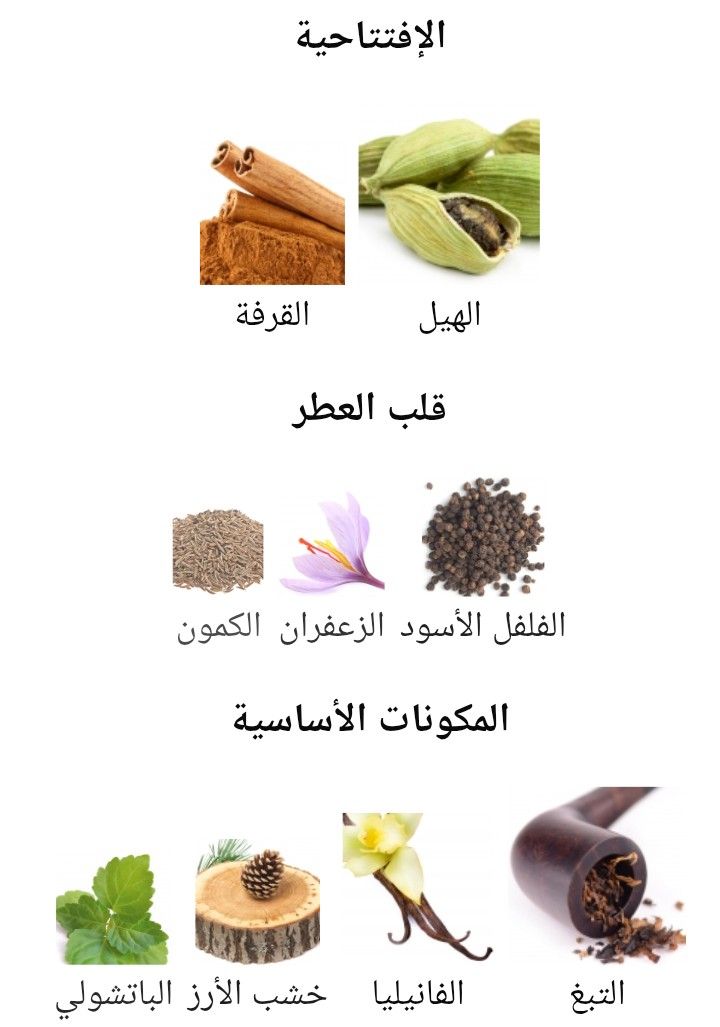 الإفتتاحية
الهيل القرفة
قلب العطر
الفلفل الأسود الزعفران الكمون
المكونات الأساسية
التبغ الفانيليا خشب الأرز الباتشولي